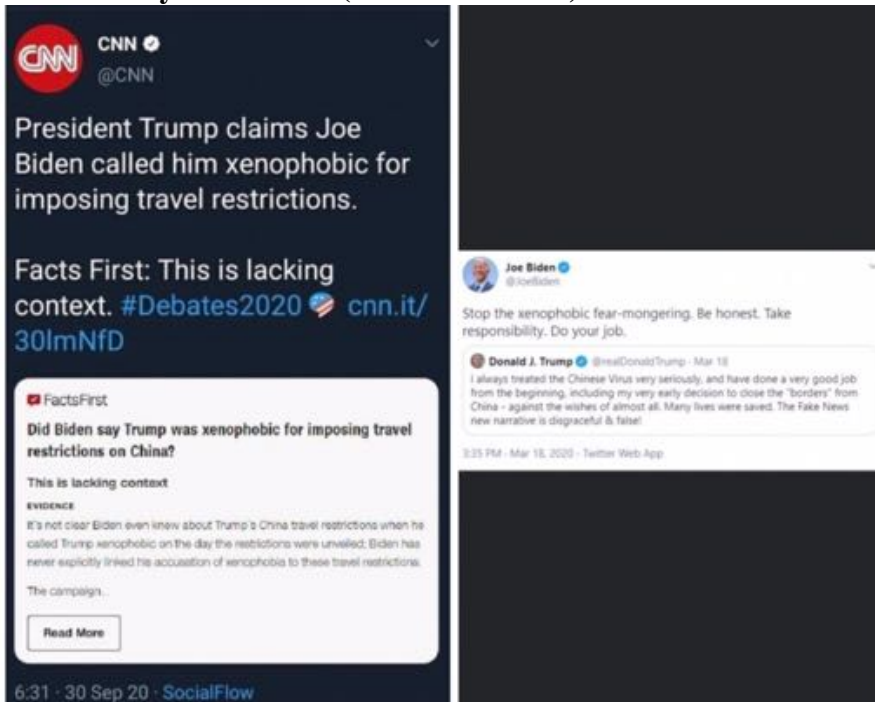 CNN
CNN
@CNN
President Trump claims Joe
Biden called him xenophobic for
imposing travel restrictions.
Facts First: This is lacking
context. #Debates2020 cnn.it/
30lmNfD
FactsFirst
Did Biden say Trump was xenophobic for imposing travel
restrictions on China?
This is lacking context
EVIDENCE
It's not clear Biden even knew about Trump's China travel restrictions when he
called Trump xenophobic on the day the restrictions were unveiled; Biden has
never explicitly linked his accusation of xenophobia to these travel restrictions.
The campaign..
Read More
6:31 · 30 Sep 20 · SocialFlow
Joe Biden
@JoeBiden
Stop the xenophobic fear-mongering. Be honest. Take
responsibility. Do your job.
Donald J. Trump @realDonaldTrump · Mar 18
I always treated the Chinese Virus very seriously, and have done a very good job
from the beginning, including my very early decision to close the "borders" from
China - against the wishes of almost all. Many lives were saved. The Fake News
new narrative is disgraceful & false!
3:35 PM · Mar 18, 2020 · Twitter Web App